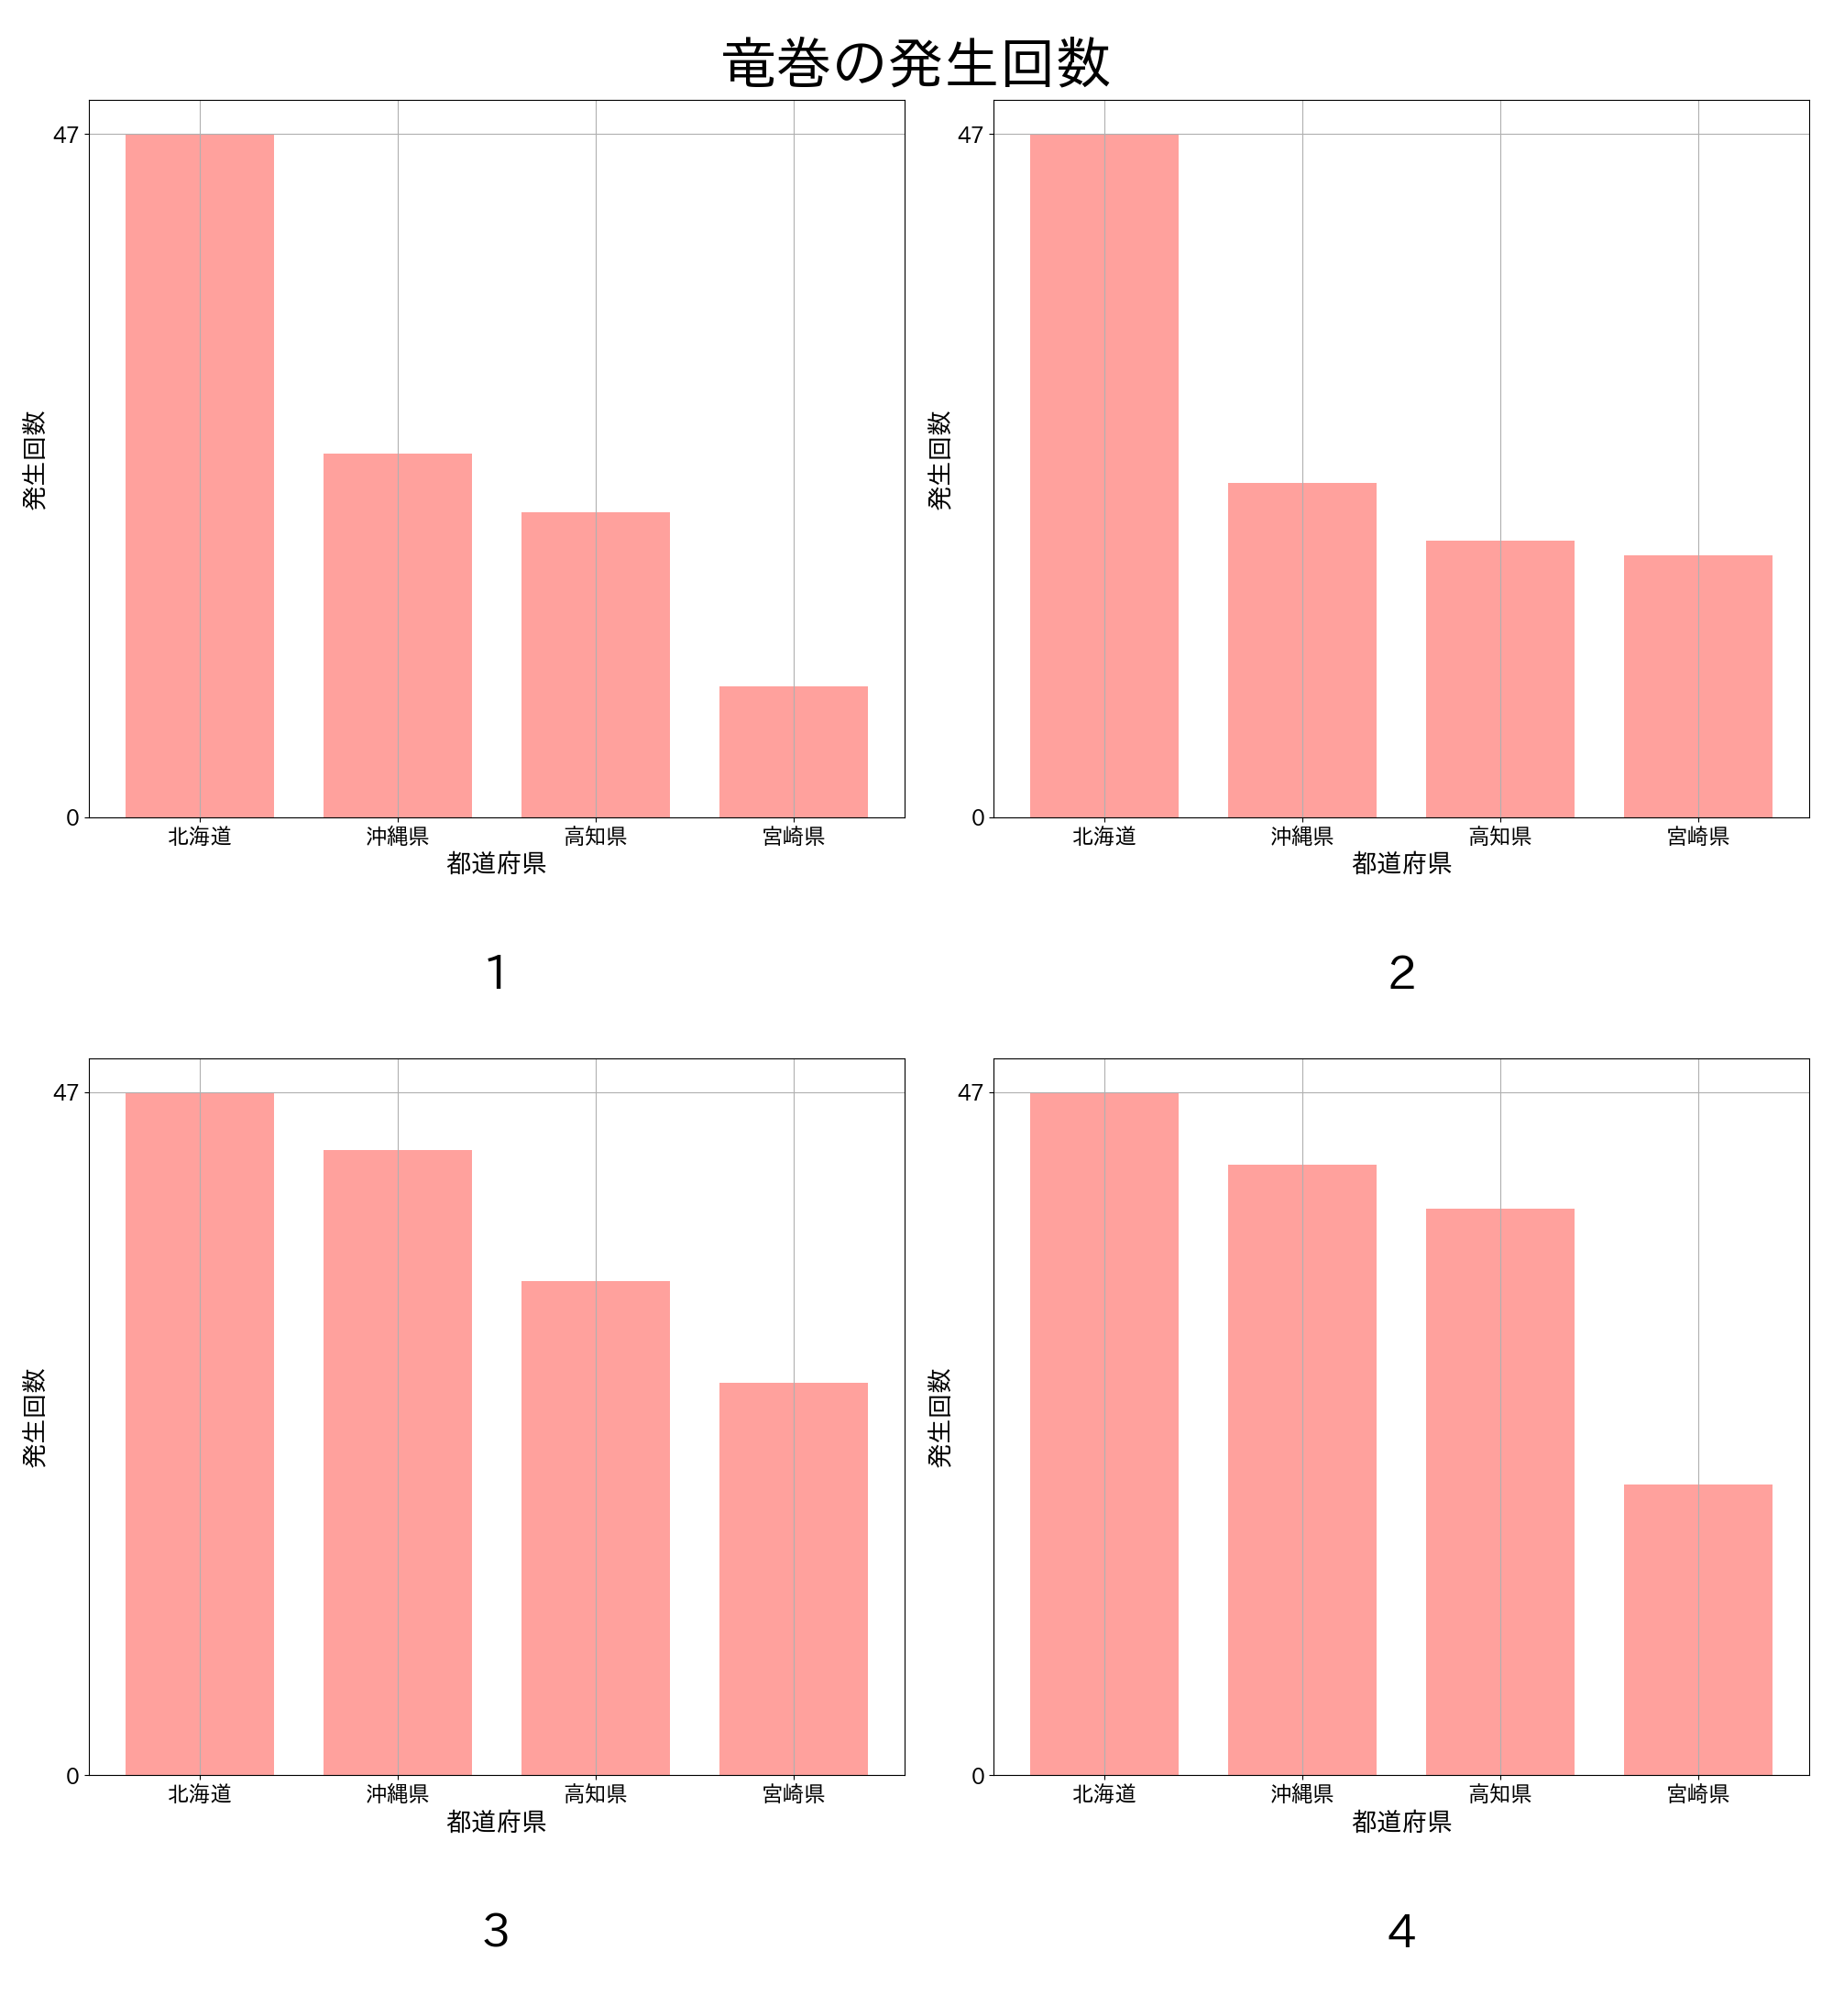 竜巻の発生回数
47
0
発生回数
北海道 沖縄県 高知県 宮崎県
都道府県
1
47
0
発生回数
北海道 沖縄県 高知県 宮崎県
都道府県
2
47
0
発生回数
北海道 沖縄県 高知県 宮崎県
都道府県
3
47
0
発生回数
北海道 沖縄県 高知県 宮崎県
都道府県
4